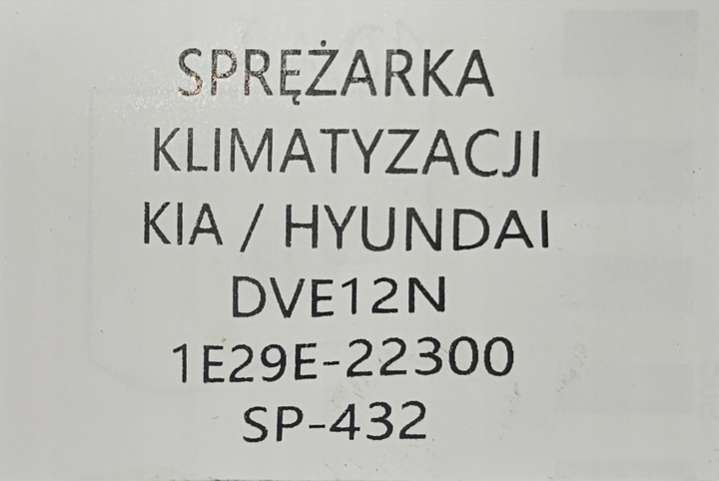 SPRĘŻARKA
KLIMATYZACJI
KIA / HYUNDAI
DVE12N
1E29E-22300
SP-432